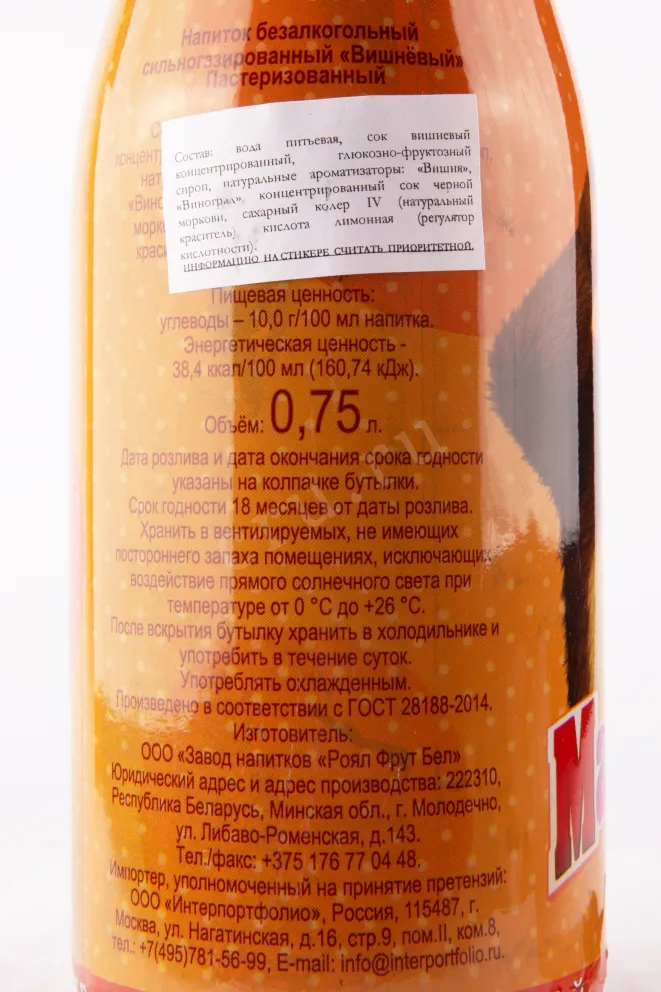 Напиток безалкогольный
сильногазированный «Вишнёвый»
Пастеризованный
Состав: вода питьевая, сок вишневый
концентрированный, глюкозно-фруктозный
сироп, натуральные ароматизаторы: «Вишня»,
«Виноград», концентрированный сок черной
моркови, сахарный колер IV (натуральный
краситель), кислота лимонная (регулятор
кислотности).
ИНФОРМАЦИЮ НА СТИКЕРЕ СЧИТАТЬ ПРИОРИТЕТНОЙ.
Пищевая ценность:
углеводы – 10,0 г/100 мл напитка.
Энергетическая ценность -
38,4 ккал/100 мл (160,74 кДж).
Объём: 0,75 л.
Дата розлива и дата окончания срока годности
указаны на колпачке бутылки.
Срок годности 18 месяцев от даты розлива.
Хранить в вентилируемых, не имеющих
постороннего запаха помещениях, исключающих
воздействие прямого солнечного света при
температуре от 0 °С до +26 °С.
После вскрытия бутылку хранить в холодильнике и
употребить в течение суток.
Употреблять охлажденным.
Произведено в соответствии с ГОСТ 28188-2014.
Изготовитель:
ООО «Завод напитков «Роял Фрут Бел»
Юридический адрес и адрес производства: 222310,
Республика Беларусь, Минская обл., г. Молодечно,
ул. Либаво-Роменская, д.143.
Тел./факс: +375 176 77 04 48.
Импортер, уполномоченный на принятие претензий:
ООО «Интерпортфолио», Россия, 115487, г.
Москва, ул. Нагатинская, д.16, стр.9, пом.II, ком.8,
тел.: +7(495)781-56-99, E-mail: info@interportfolio.ru.